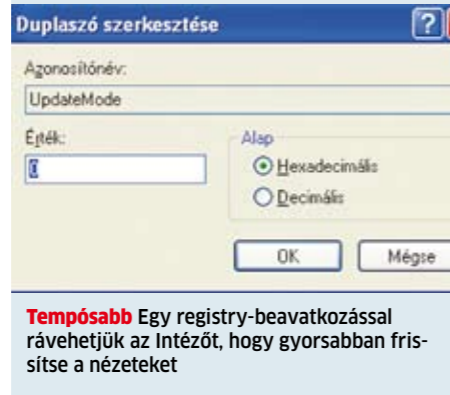 Duplaszó szerkesztése
Azonosítónév:
UpdateMode
Érték:
0
Alap
Hexadecimális
Decimális
OK
Mégse
Tempósabb Egy registry-beavatkozással
rávehetjük az Intézőt, hogy gyorsabban fris-
sítse a nézeteket